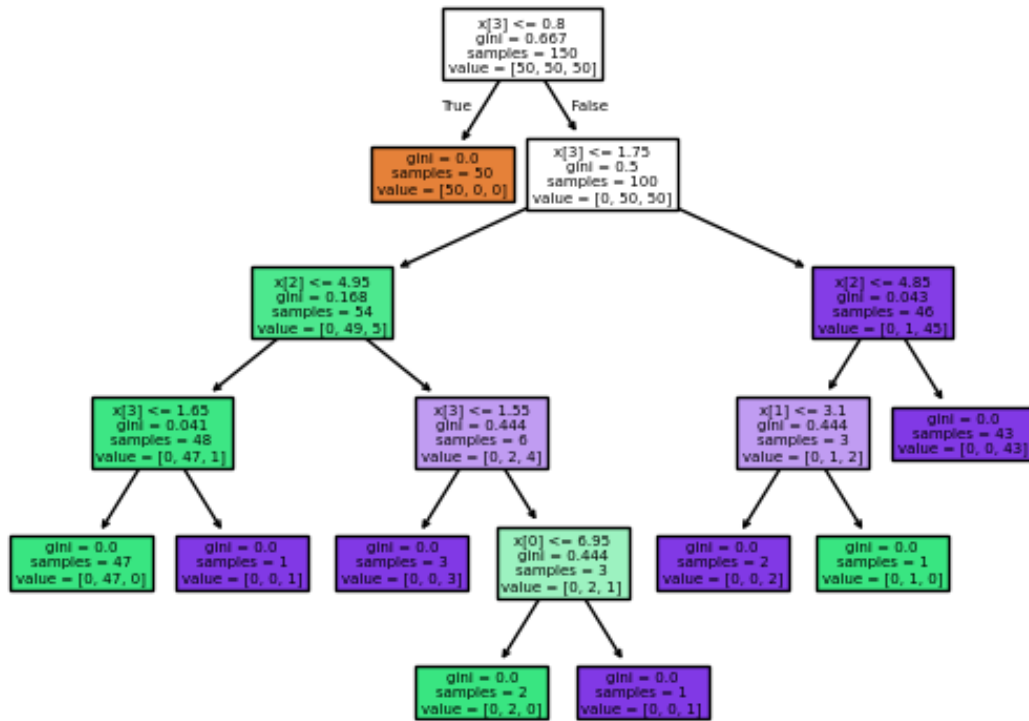 x[3] <= 0.8
gini = 0.667
samples = 150
value = [50, 50, 50]
True
False
gini = 0.0
samples = 50
value = [50, 0, 0]
x[3] <= 1.75
gini = 0.5
samples = 100
value = [0, 50, 50]
x[2] <= 4.95
gini = 0.168
samples = 54
value = [0, 49, 5]
x[2] <= 4.85
gini = 0.043
samples = 46
value = [0, 1, 45]
x[3] <= 1.65
gini = 0.041
samples = 48
value = [0, 47, 1]
x[3] <= 1.55
gini = 0.444
samples = 6
value = [0, 2, 4]
x[1] <= 3.1
gini = 0.444
samples = 3
value = [0, 1, 2]
gini = 0.0
samples = 43
value = [0, 0, 43]
gini = 0.0
samples = 47
value = [0, 47, 0]
gini = 0.0
samples = 1
value = [0, 0, 1]
gini = 0.0
samples = 3
value = [0, 0, 3]
x[0] <= 6.95
gini = 0.444
samples = 3
value = [0, 2, 1]
gini = 0.0
samples = 2
value = [0, 0, 2]
gini = 0.0
samples = 1
value = [0, 1, 0]
gini = 0.0
samples = 2
value = [0, 2, 0]
gini = 0.0
samples = 1
value = [0, 0, 1]